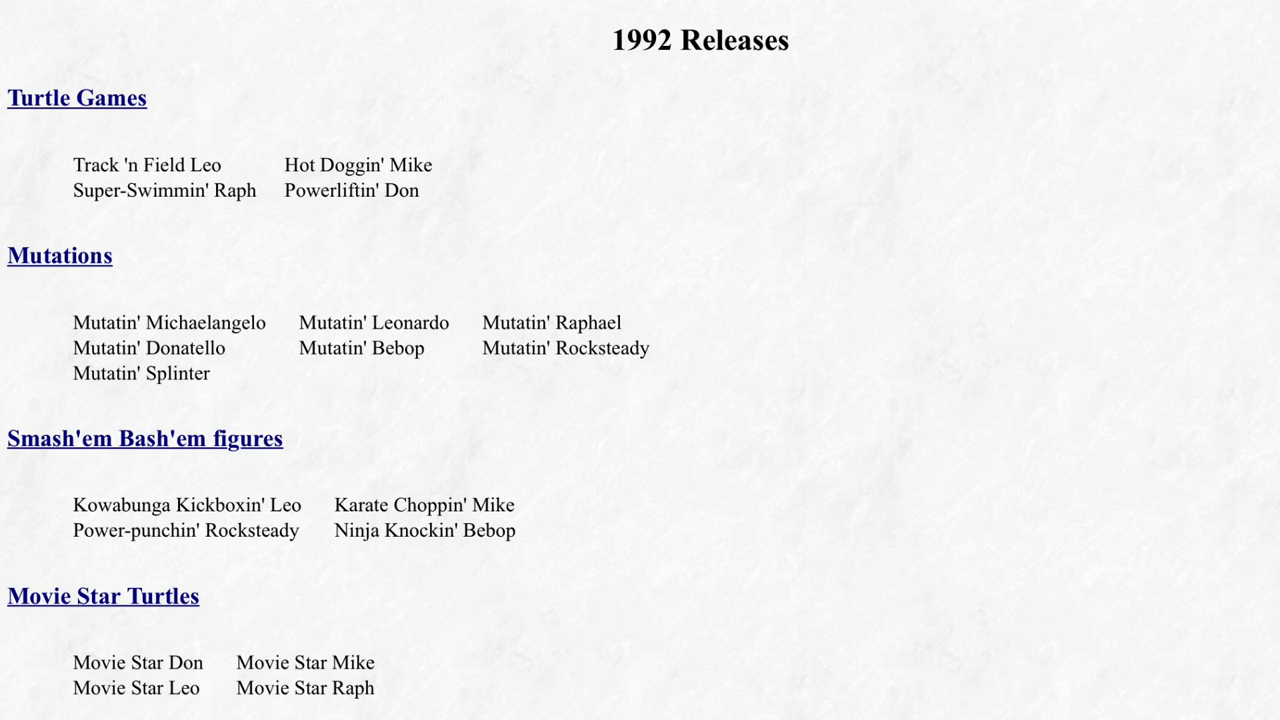 1992 Releases
Turtle Games
Track 'n Field Leo Hot Doggin' Mike
Super-Swimmin' Raph Powerliftin' Don
Mutations
Mutatin' Michaelangelo Mutatin' Leonardo Mutatin' Raphael
Mutatin' Donatello Mutatin' Bebop Mutatin' Rocksteady
Mutatin' Splinter
Smash'em Bash'em figures
Kowabunga Kickboxin' Leo Karate Choppin' Mike
Power-punchin' Rocksteady Ninja Knockin' Bebop
Movie Star Turtles
Movie Star Don Movie Star Mike
Movie Star Leo Movie Star Raph